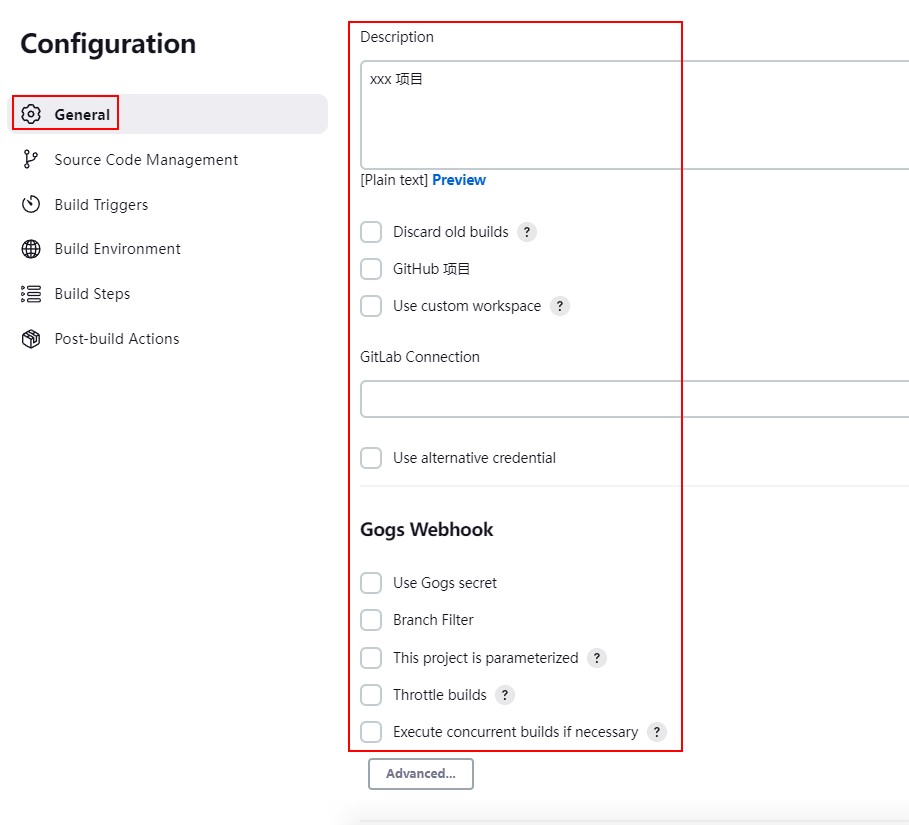 Configuration
General
Source Code Management
Build Triggers
Build Environment
Build Steps
Post-build Actions
Description
xxx 项目
[Plain text] Preview
Discard old builds ?
GitHub 项目
Use custom workspace ?
GitLab Connection
Use alternative credential
Gogs Webhook
Use Gogs secret
Branch Filter
This project is parameterized ?
Throttle builds ?
Execute concurrent builds if necessary ?
Advanced...